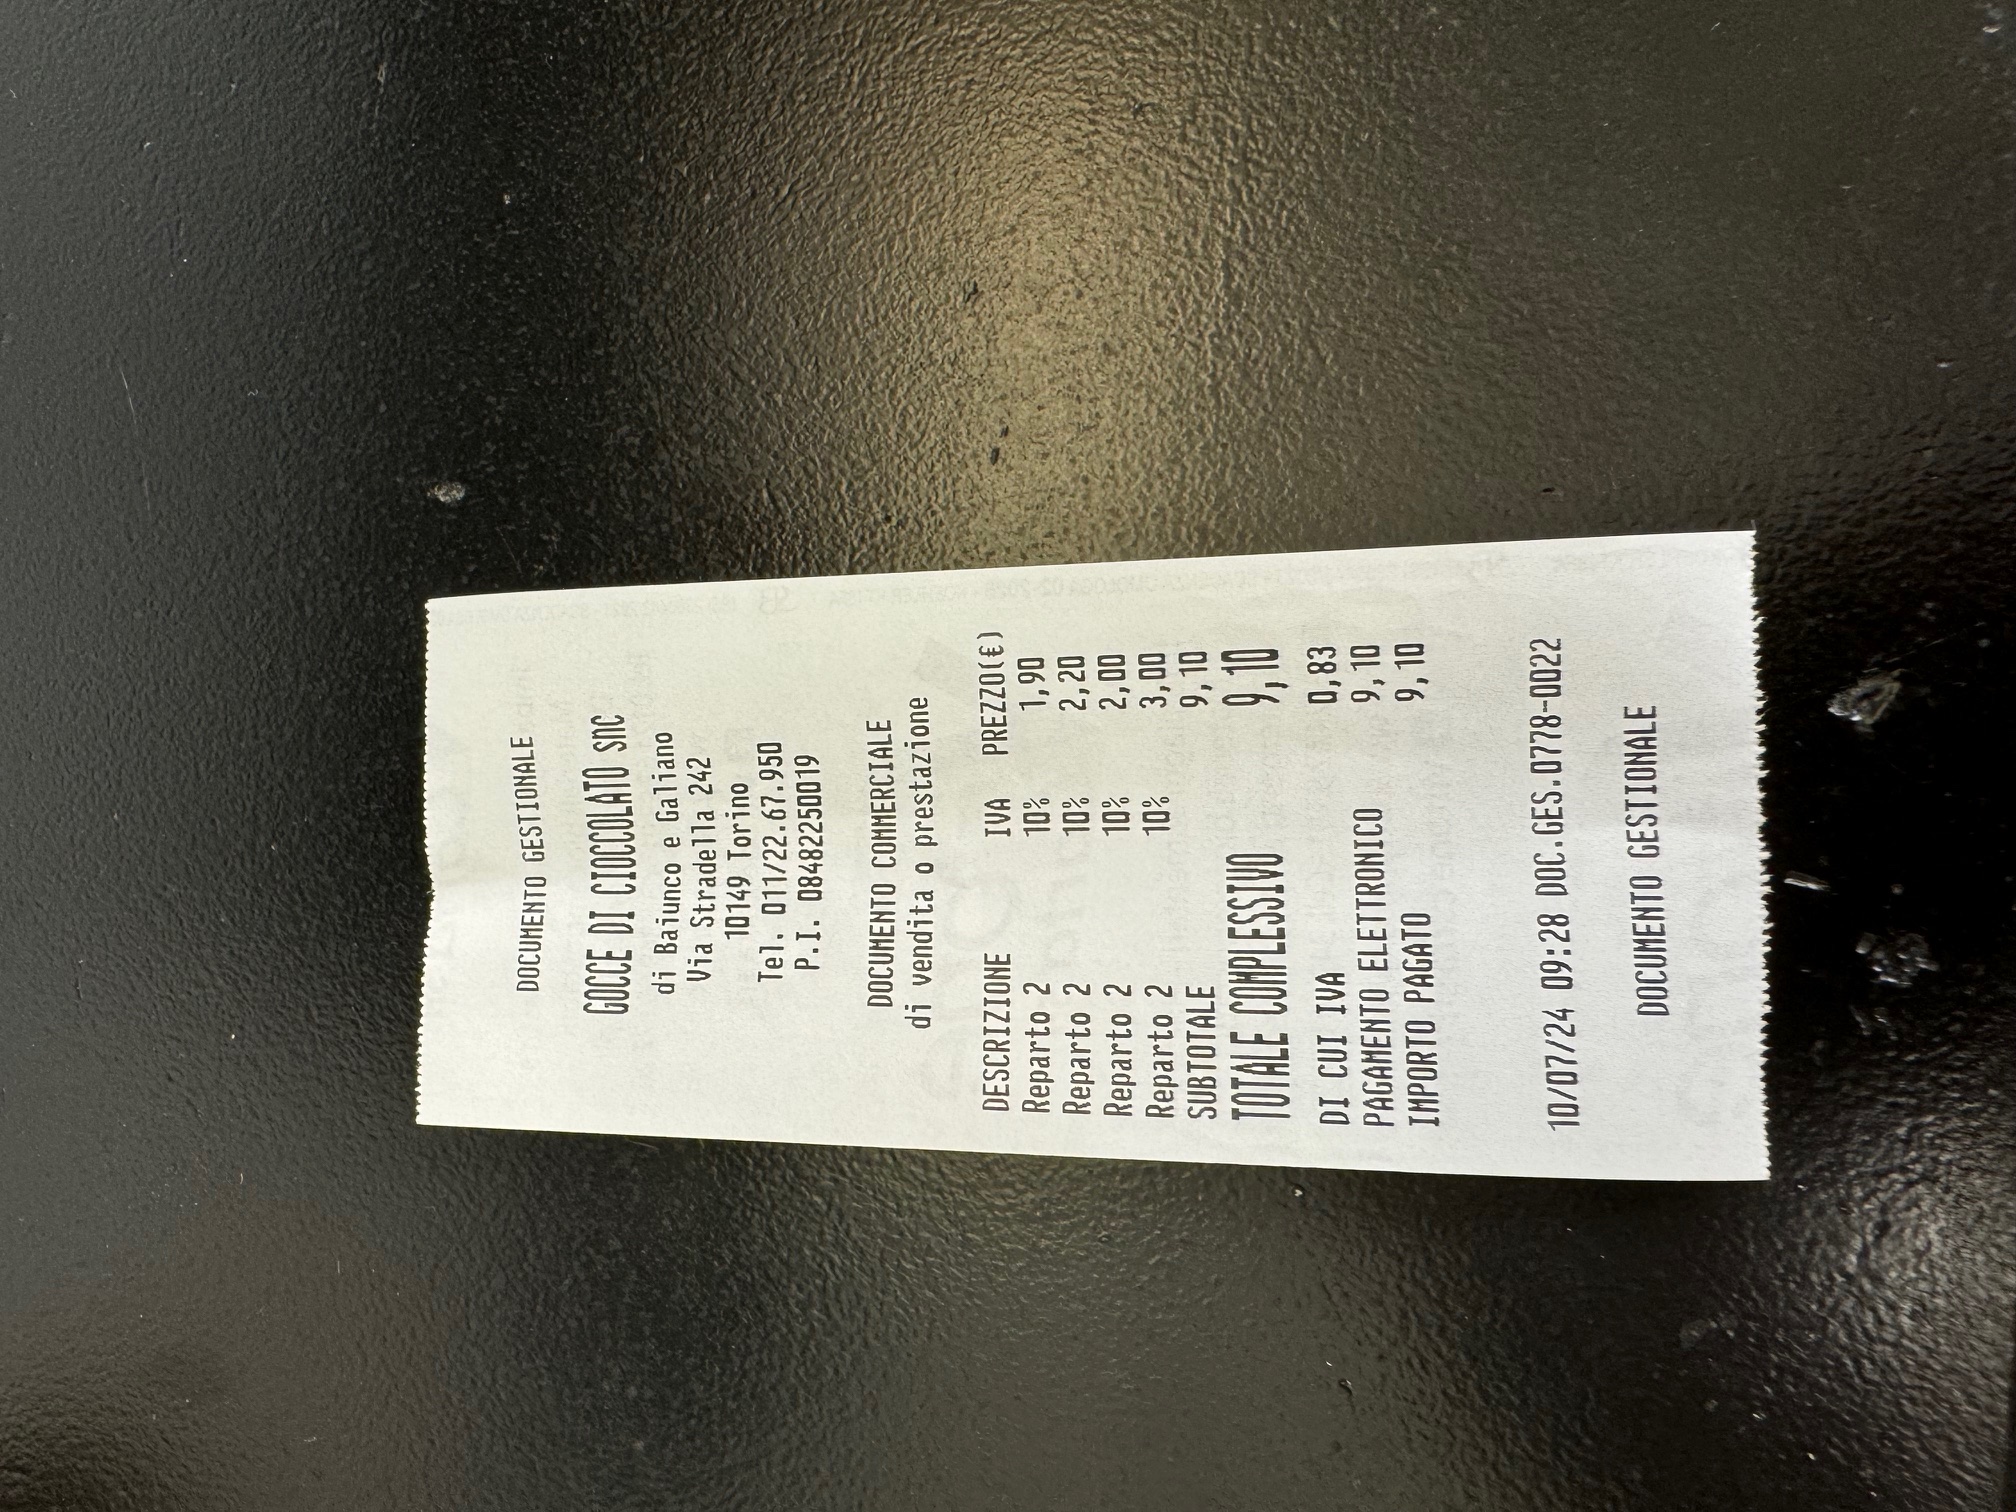 DOCUMENTO GESTIONALE
GOCCE DI CIOCCOLATO snc
di Baiunco e Galiano
Via Stradella 242
10149 Torino
Tel. 011/22.67.950
P.I. 08482250019
DOCUMENTO COMMERCIALE
di vendita o prestazione
DESCRIZIONE IVA PREZZO(€)
Reparto 2 10% 1,90
Reparto 2 10% 2,20
Reparto 2 10% 2,00
Reparto 2 10% 3,00
SUBTOTALE 9,10
TOTALE COMPLESSIVO 9,10
DI CUI IVA 0,83
PAGAMENTO ELETTRONICO 9,10
IMPORTO PAGATO 9,10
10/07/24 09:28 DOC.GES.0778-0022
DOCUMENTO GESTIONALE